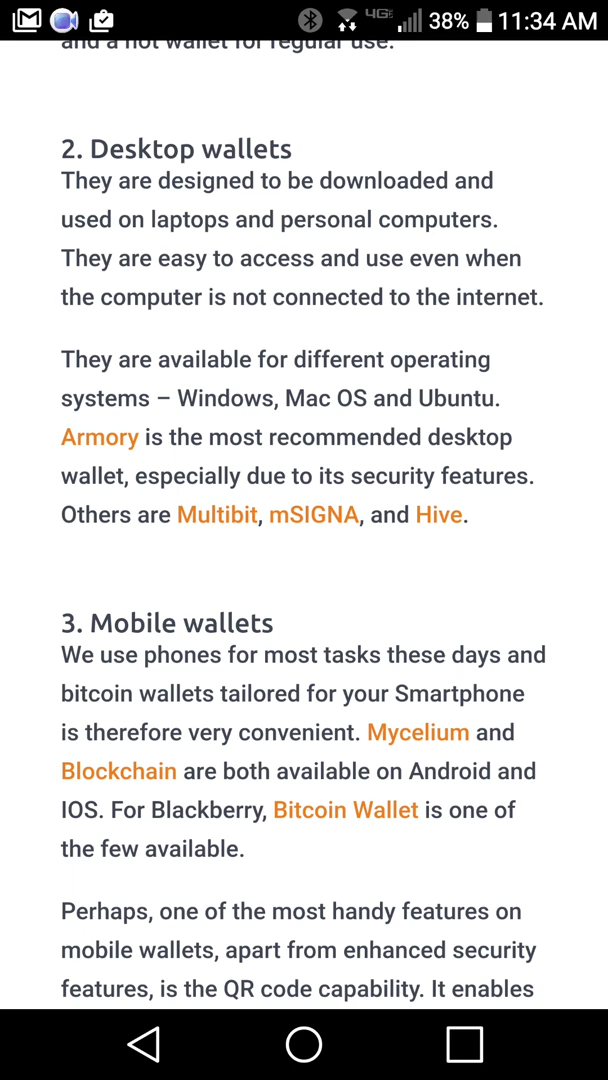 38% 11:34 AM
and a hot wallet for regular use.
2. Desktop wallets
They are designed to be downloaded and
used on laptops and personal computers.
They are easy to access and use even when
the computer is not connected to the internet.
They are available for different operating
systems – Windows, Mac OS and Ubuntu.
Armory is the most recommended desktop
wallet, especially due to its security features.
Others are Multibit, mSIGNA, and Hive.
3. Mobile wallets
We use phones for most tasks these days and
bitcoin wallets tailored for your Smartphone
is therefore very convenient. Mycelium and
Blockchain are both available on Android and
IOS. For Blackberry, Bitcoin Wallet is one of
the few available.
Perhaps, one of the most handy features on
mobile wallets, apart from enhanced security
features, is the QR code capability. It enables